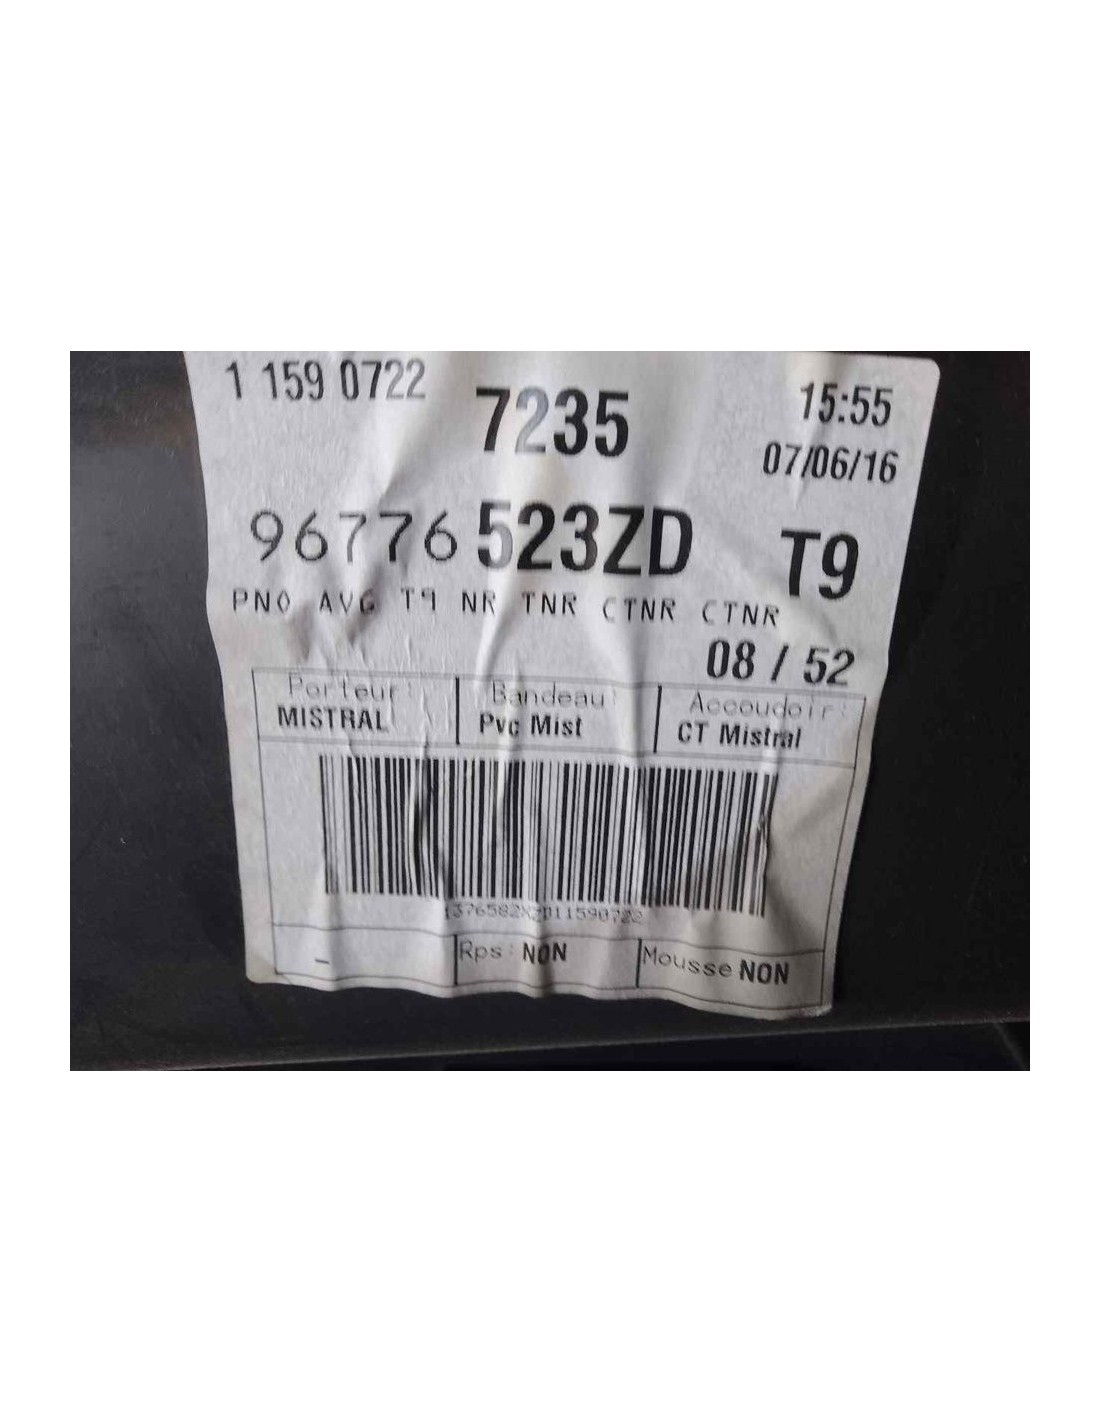 1 159 0722
7235
15:55
07/06/16
96776 523ZD T9
PNO AVG T9 NR TNR CTNR CTNR
08 / 52
Porteur: Bandeau: Accoudoir:
MISTRAL Pvc Mist CT Mistral
- Rps: NON Mousse NON